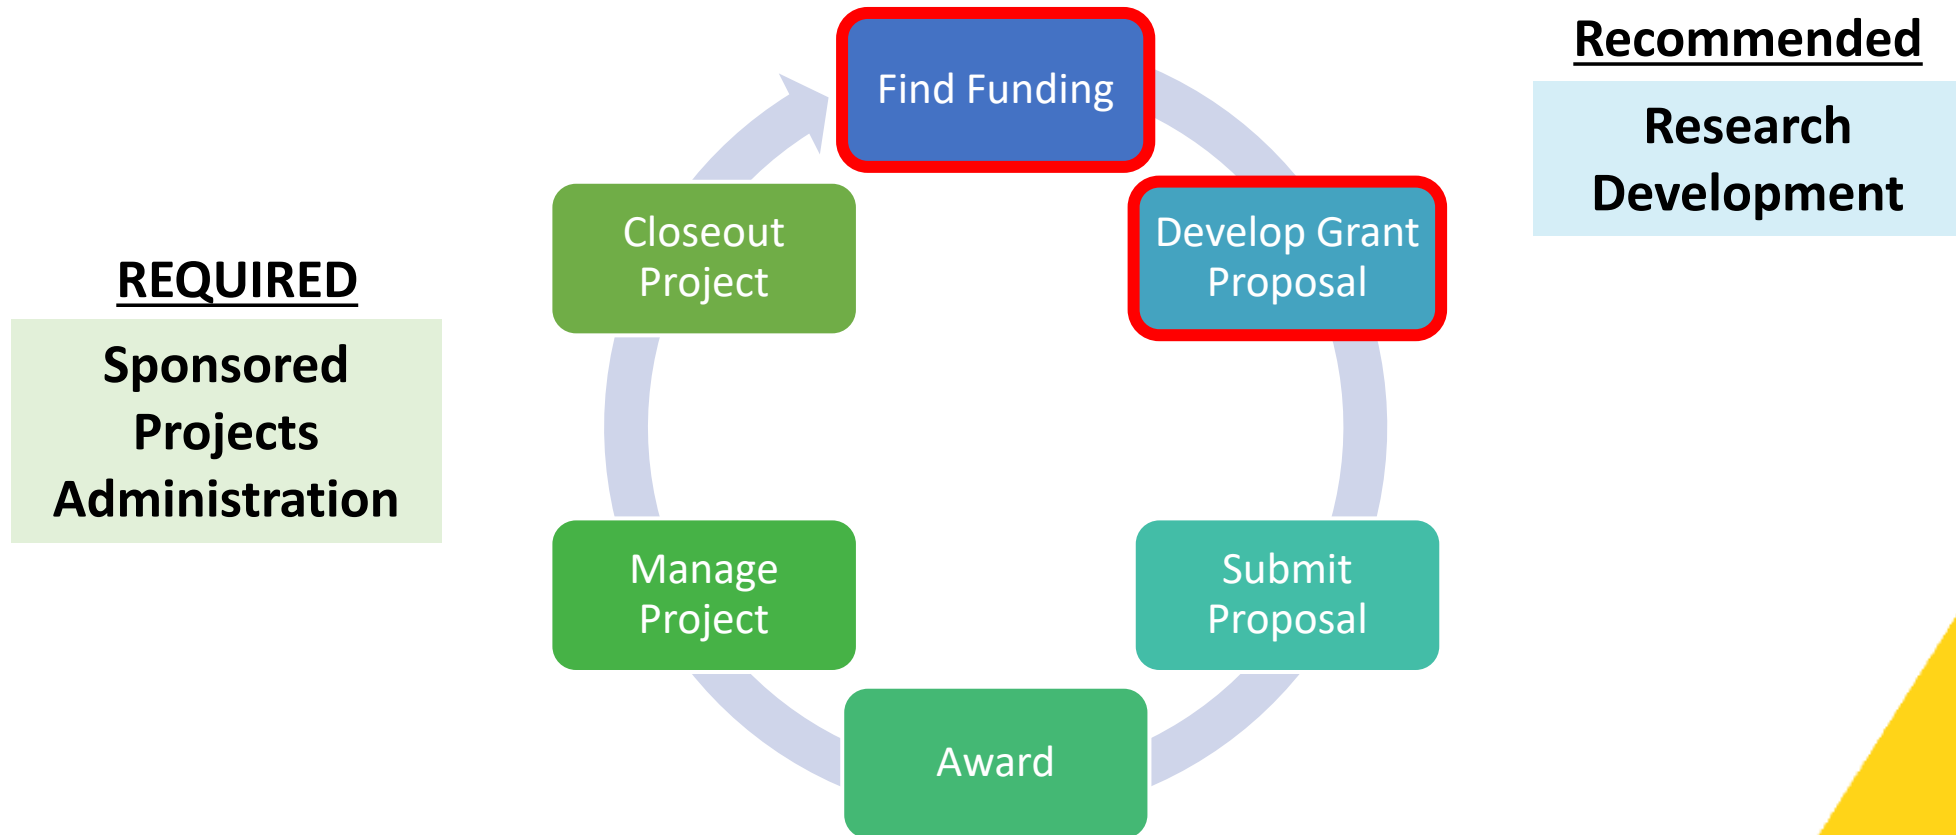 Find Funding
Recommended
Research
Development
Develop Grant
Proposal
Closeout
Project
REQUIRED
Sponsored
Projects
Administration
Manage
Project
Submit
Proposal
Award